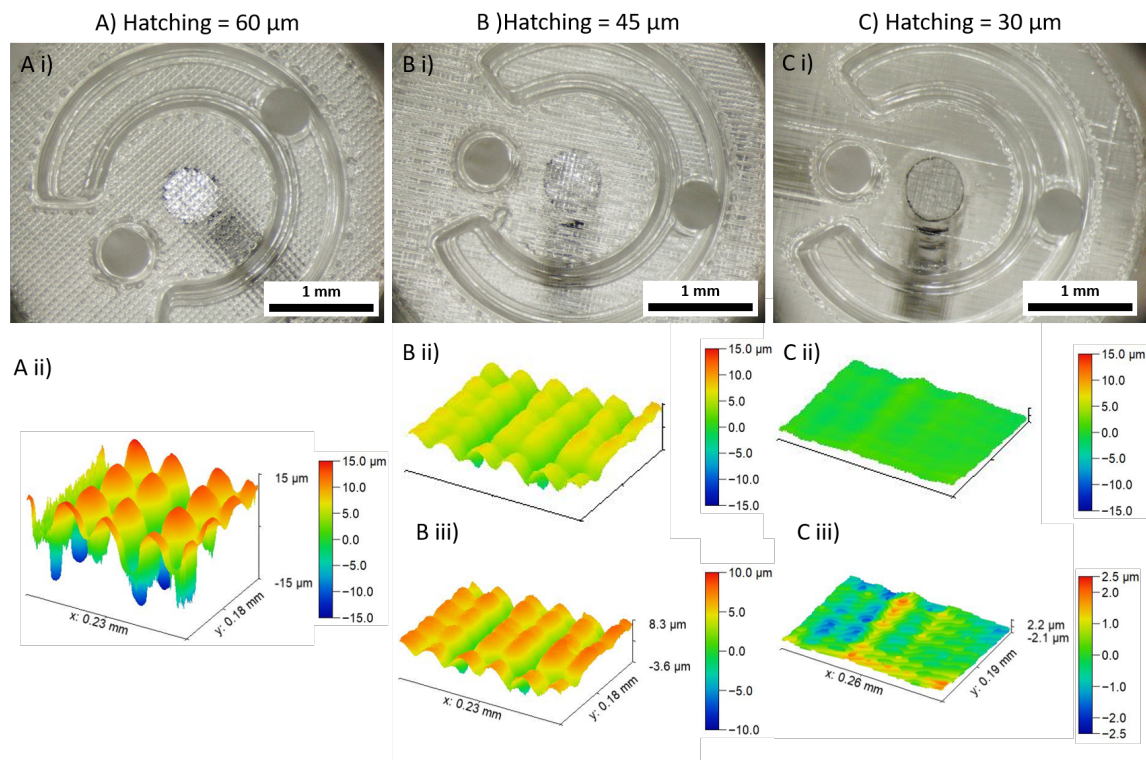 A) Hatching = 60 µm
B )Hatching = 45 µm
C) Hatching = 30 µm
A i)
B i)
C i)
1 mm
1 mm
1 mm
A ii)
B ii)
C ii)
15.0 µm
10.0
5.0
0.0
−5.0
−10.0
−15.0
15 µm
-15 µm
x: 0.23 mm
y: 0.18 mm
15.0 µm
10.0
5.0
0.0
−5.0
−10.0
−15.0
15.0 µm
10.0
5.0
0.0
−5.0
−10.0
−15.0
B iii)
C iii)
10.0 µm
5.0
0.0
−5.0
−10.0
8.3 µm
-3.6 µm
x: 0.23 mm
y: 0.18 mm
2.5 µm
2.0
1.0
0.0
−1.0
−2.0
−2.5
2.2 µm
-2.1 µm
x: 0.26 mm
y: 0.19 mm